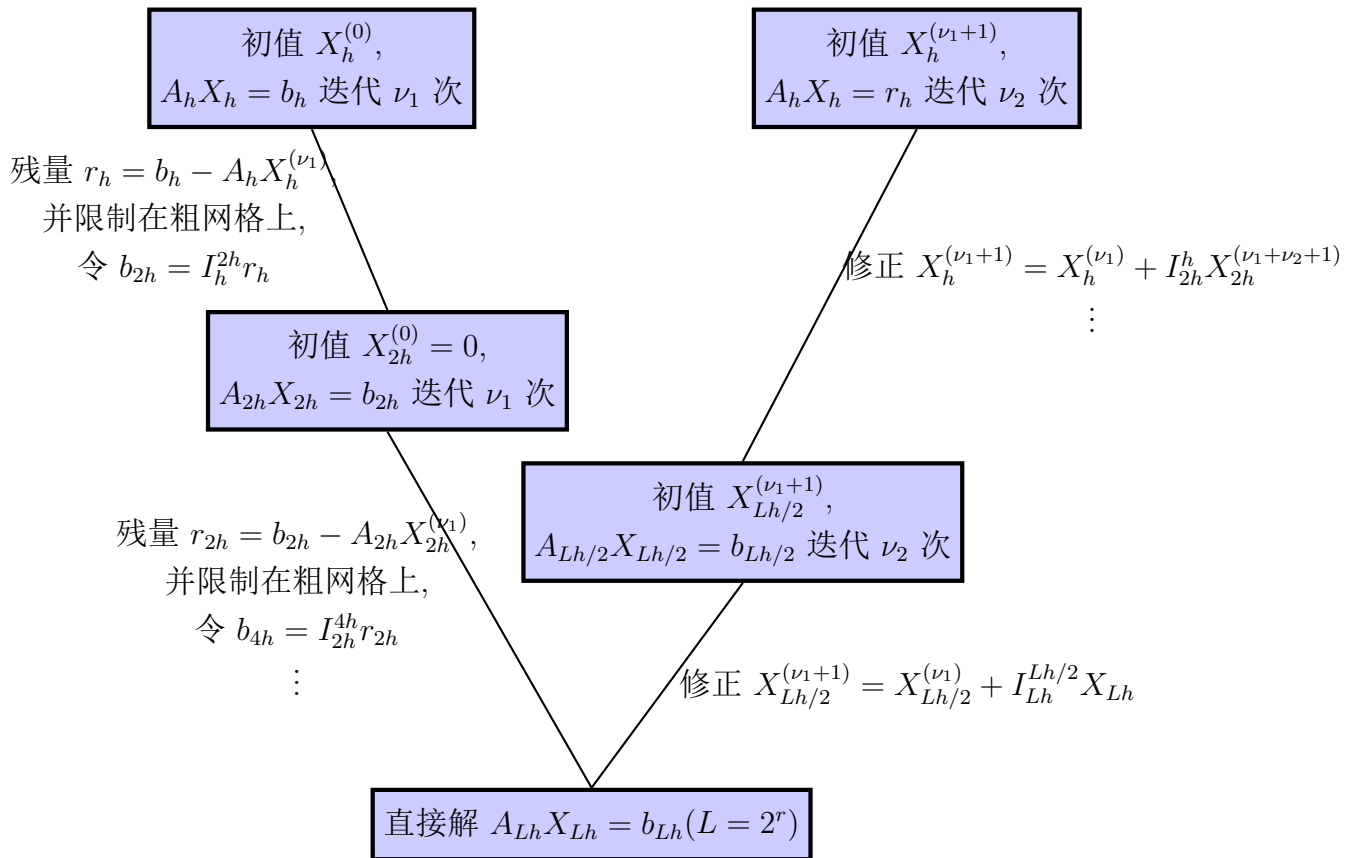 初值 $X_h^{(0)}$,
$A_h X_h = b_h$ 迭代 $\nu_1$ 次
初值 $X_h^{(\nu_1+1)}$,
$A_h X_h = r_h$ 迭代 $\nu_2$ 次
残量 $r_h = b_h - A_h X_h^{(\nu_1)}$,
并限制在粗网格上,
令 $b_{2h} = I_h^{2h} r_h$
修正 $X_h^{(\nu_1+1)} = X_h^{(\nu_1)} + I_{2h}^h X_{2h}^{(\nu_1+\nu_2+1)}$
⋮
初值 $X_{2h}^{(0)} = 0$,
$A_{2h} X_{2h} = b_{2h}$ 迭代 $\nu_1$ 次
初值 $X_{Lh/2}^{(\nu_1+1)}$,
$A_{Lh/2} X_{Lh/2} = b_{Lh/2}$ 迭代 $\nu_2$ 次
残量 $r_{2h} = b_{2h} - A_{2h} X_{2h}^{(\nu_1)}$,
并限制在粗网格上,
令 $b_{4h} = I_{2h}^{4h} r_{2h}$
⋮
修正 $X_{Lh/2}^{(\nu_1+1)} = X_{Lh/2}^{(\nu_1)} + I_{Lh}^{Lh/2} X_{Lh}$
直接解 $A_{Lh} X_{Lh} = b_{Lh} (L = 2^r)$